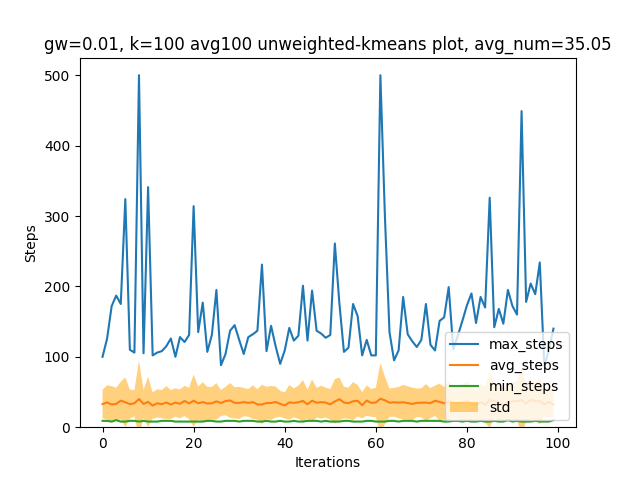 gw=0.01, k=100 avg100 unweighted-kmeans plot, avg_num=35.05
500
400
300
200
100
0
Steps
max_steps
avg_steps
min_steps
std
0 20 40 60 80 100
Iterations